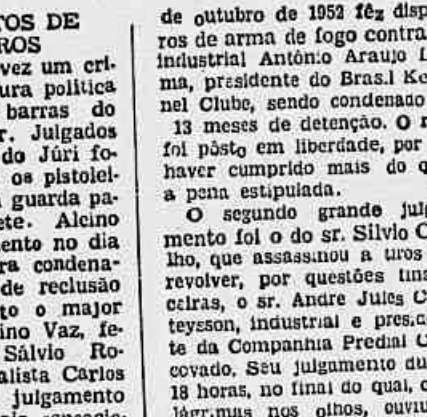 TOS DE
ROS
vez um cri-
ura política
barras do
r. Julgados
do Júri fo-
os pistolei-
guarda pa-
ete. Alcino
mento no dia
ra condena-
de reclusão
to o major
ino Vaz, fe-
Sálvio Ro-
alista Carlos
julgamento
de outubro de 1952 fêz disp
ros de arma de fogo contra
industrial Antônio Araujo L
ma, presidente do Brasil Ke
nel Clube, sendo condenado
13 meses de detenção. O r
foi pôsto em liberdade, por
haver cumprido mais do q
a pena estipulada.
O segundo grande julg
mento foi o do sr. Silvio C
lho, que assassinou a tiros
revolver, por questões fina
ceiras, o sr. Andre Jules C
teysson, industrial e pres.de
te da Companhia Predial C
covado. Seu julgamento du
18 horas, no final do qual, c
lágrimas nos olhos, ouviu